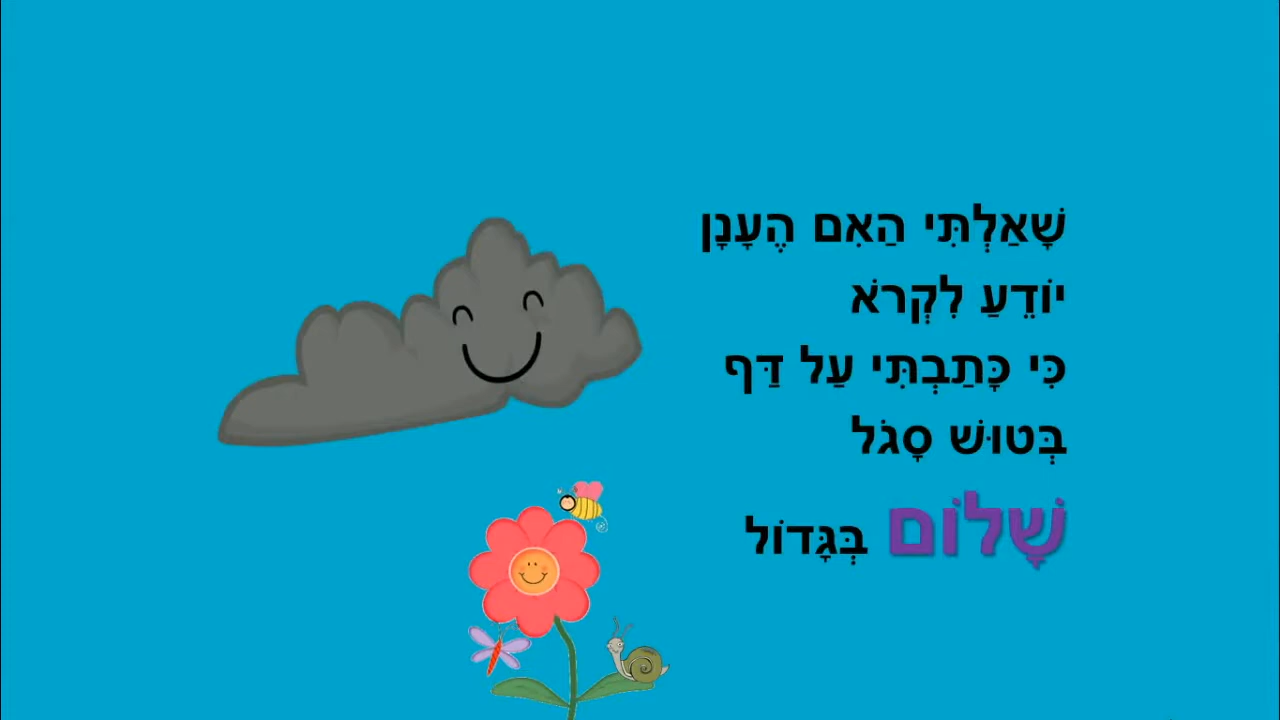 שָׁאַלְתִּי הַאִם הֶעָנָן
יוֹדֵעַ לִקְרֹא
כִּי כָּתַבְתִּי עַל דַּף
בְּטוּשׁ סָגֹל
שָׁלוֹם בְּגָּדוֹל